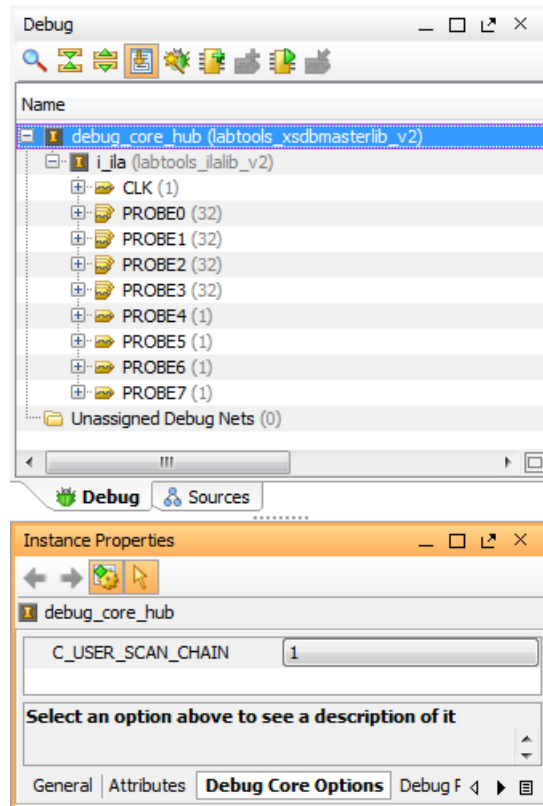 Debug
Name
debug_core_hub (labtools_xsdbmasterlib_v2)
i_ila (labtools_ilalib_v2)
CLK (1)
PROBE0 (32)
PROBE1 (32)
PROBE2 (32)
PROBE3 (32)
PROBE4 (1)
PROBE5 (1)
PROBE6 (1)
PROBE7 (1)
Unassigned Debug Nets (0)
Debug Sources
Instance Properties
debug_core_hub
C_USER_SCAN_CHAIN 1
Select an option above to see a description of it
General Attributes Debug Core Options Debug